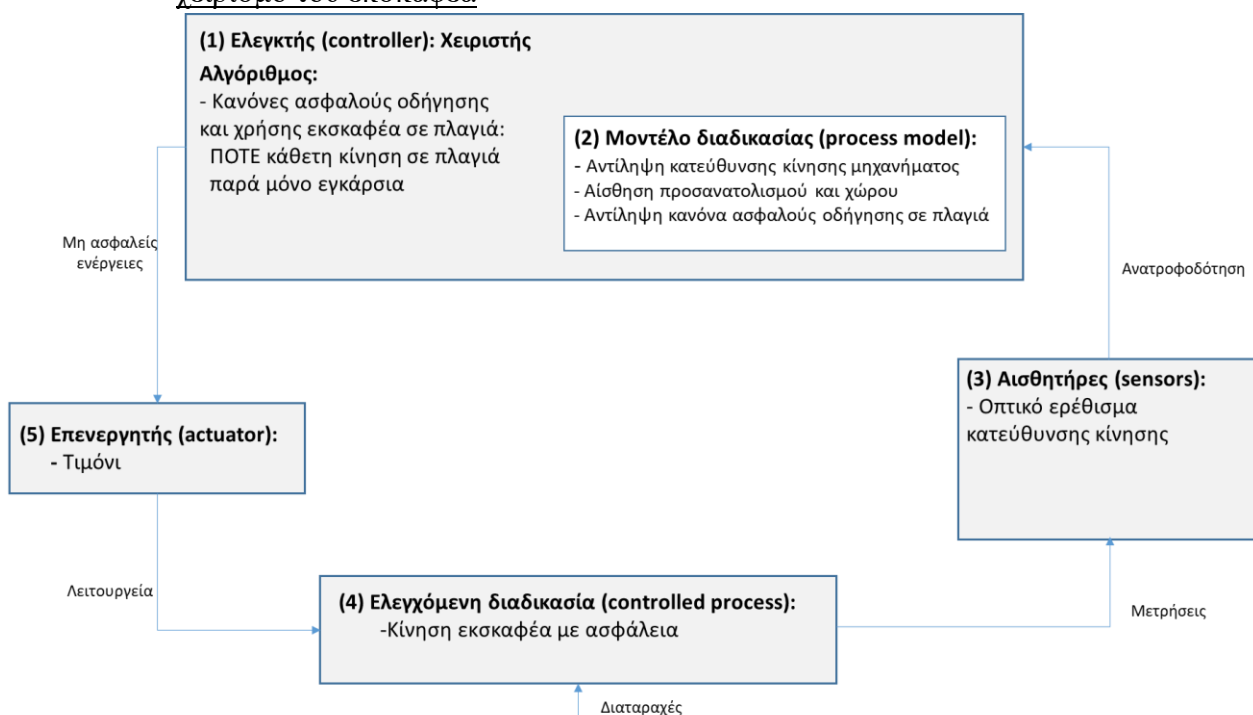 χειρισμό του εκσκαφέα
(1) Ελεγκτής (controller): Χειριστής
Αλγόριθμος:
- Κανόνες ασφαλούς οδήγησης
και χρήσης εκσκαφέα σε πλαγιά:
ΠΟΤΕ κάθετη κίνηση σε πλαγιά
παρά μόνο εγκάρσια
(2) Μοντέλο διαδικασίας (process model):
- Αντίληψη κατεύθυνσης κίνησης μηχανήματος
- Αίσθηση προσανατολισμού και χώρου
- Αντίληψη κανόνα ασφαλούς οδήγησης σε πλαγιά
Μη ασφαλείς
ενέργειες
Ανατροφοδότηση
(3) Αισθητήρες (sensors):
- Οπτικό ερέθισμα
κατεύθυνσης κίνησης
(5) Επενεργητής (actuator):
- Τιμόνι
Λειτουργεία
(4) Ελεγχόμενη διαδικασία (controlled process):
-Κίνηση εκσκαφέα με ασφάλεια
Μετρήσεις
Διαταραχές